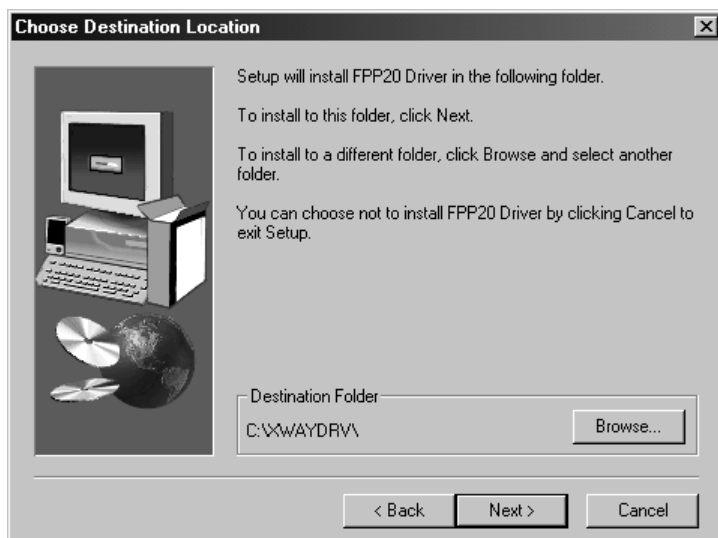 Choose Destination Location
Setup will install FPP20 Driver in the following folder.
To install to this folder, click Next.
To install to a different folder, click Browse and select another
folder.
You can choose not to install FPP20 Driver by clicking Cancel to
exit Setup.
Destination Folder
C:\XWAYDRV\
Browse...
< Back
Next >
Cancel